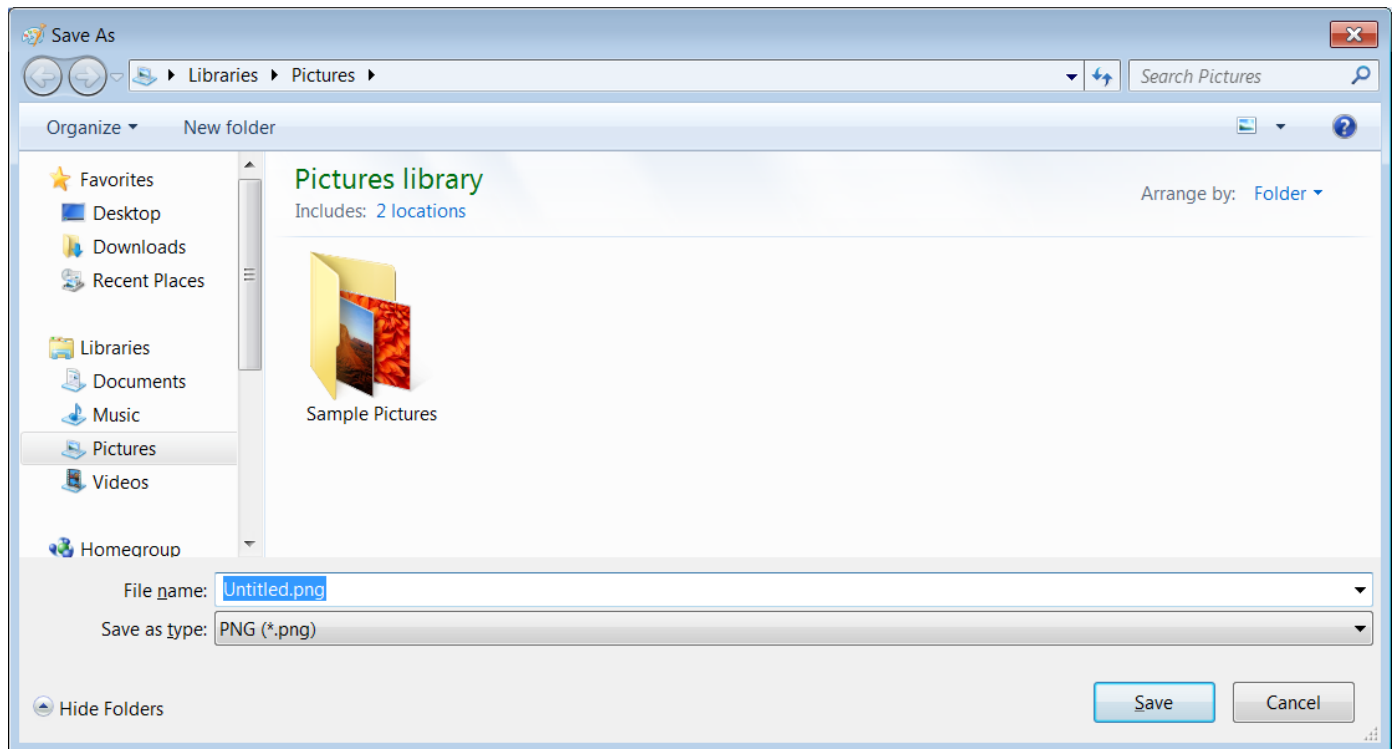 Save As
Libraries Pictures
Search Pictures
Organize New folder
Favorites
Desktop
Downloads
Recent Places
Libraries
Documents
Music
Pictures
Videos
Homegroup
Pictures library
Includes: 2 locations
Arrange by: Folder
Sample Pictures
File name: Untitled.png
Save as type: PNG (*.png)
Hide Folders
Save Cancel